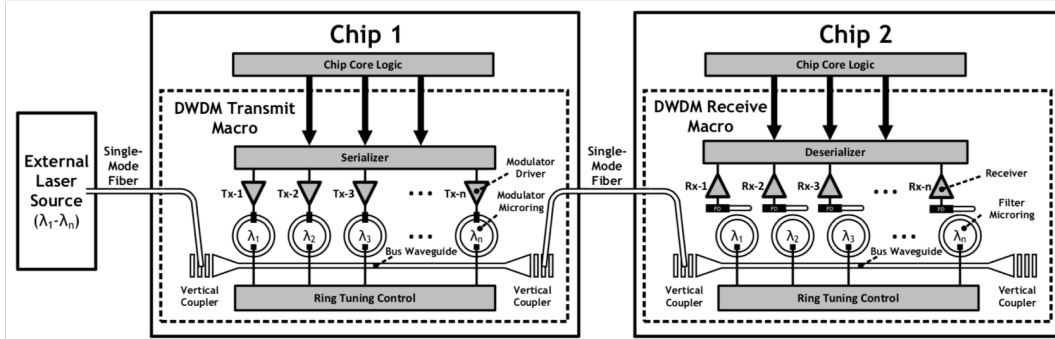 Chip 1
Chip Core Logic
DWDM Transmit
Macro
Serializer
Tx-1
Tx-2
Tx-3
...
Tx-n
Modulator
Driver
Modulator
Microring
λ1
λ2
λ3
...
λn
Bus Waveguide
Vertical
Coupler
Ring Tuning Control
Vertical
Coupler
External
Laser
Source
(λ1-λn)
Single-
Mode
Fiber
Single-
Mode
Fiber
Chip 2
Chip Core Logic
DWDM Receive
Macro
Deserializer
Rx-1
Rx-2
Rx-3
...
Rx-n
Receiver
PD
PD
PD
PD
Filter
Microring
λ1
λ2
λ3
...
λn
Bus Waveguide
Vertical
Coupler
Ring Tuning Control
Vertical
Coupler